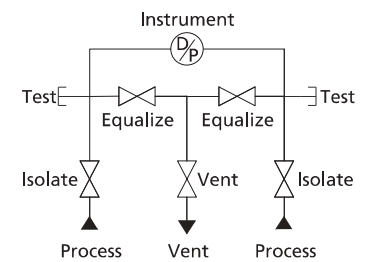 Instrument
D/P
Test Test
Equalize Equalize
Isolate Vent Isolate
Process Vent Process